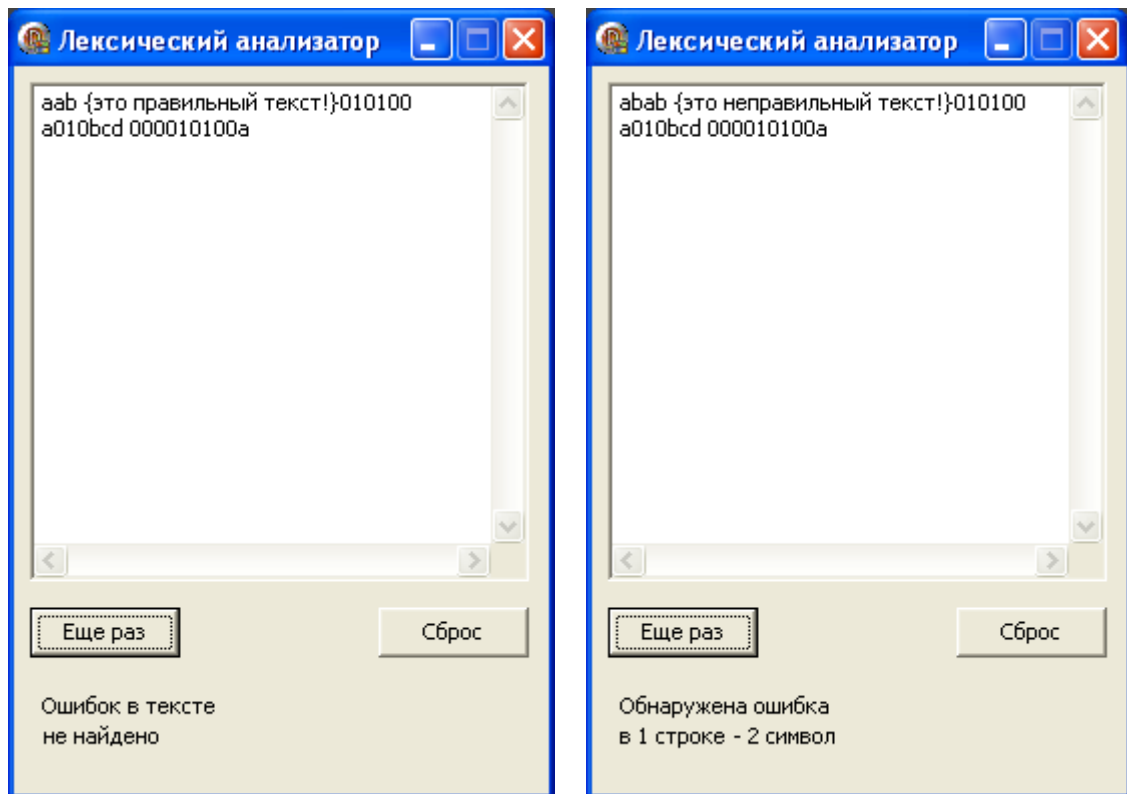 Лексический анализатор
aab {это правильный текст!}010100
a010bcd 000010100a
Еще раз
Сброс
Ошибок в тексте
не найдено
Лексический анализатор
abab {это неправильный текст!}010100
a010bcd 000010100a
Еще раз
Сброс
Обнаружена ошибка
в 1 строке - 2 символ